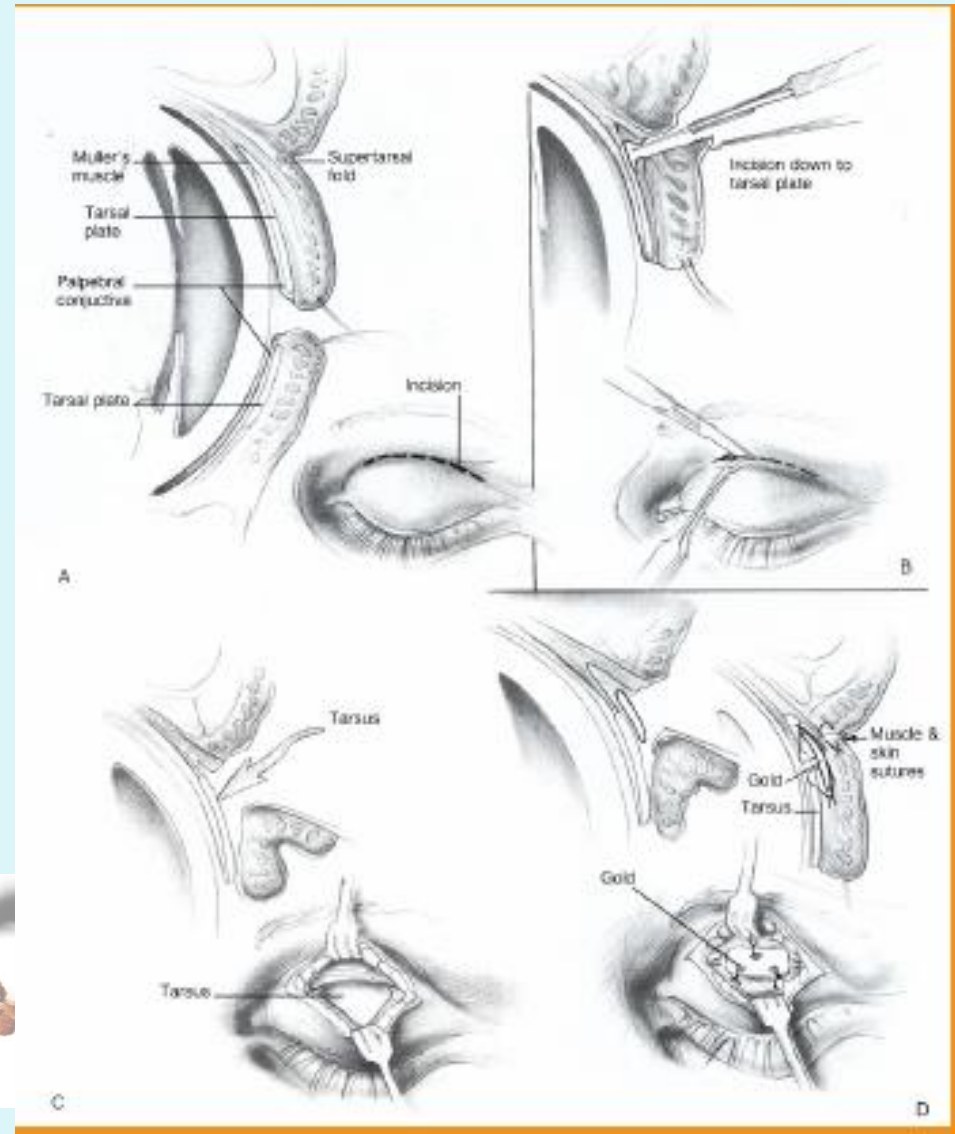 Muller's
muscle
Supertarsal
fold
Tarsal
plate
Palpebral
conjuctiva
Tarsal plate
Incision
A
Incision down to
tarsal plate
B
Tarsus
Tarsus
C
Muscle &
skin
sutures
Gold
Tarsus
Gold
D